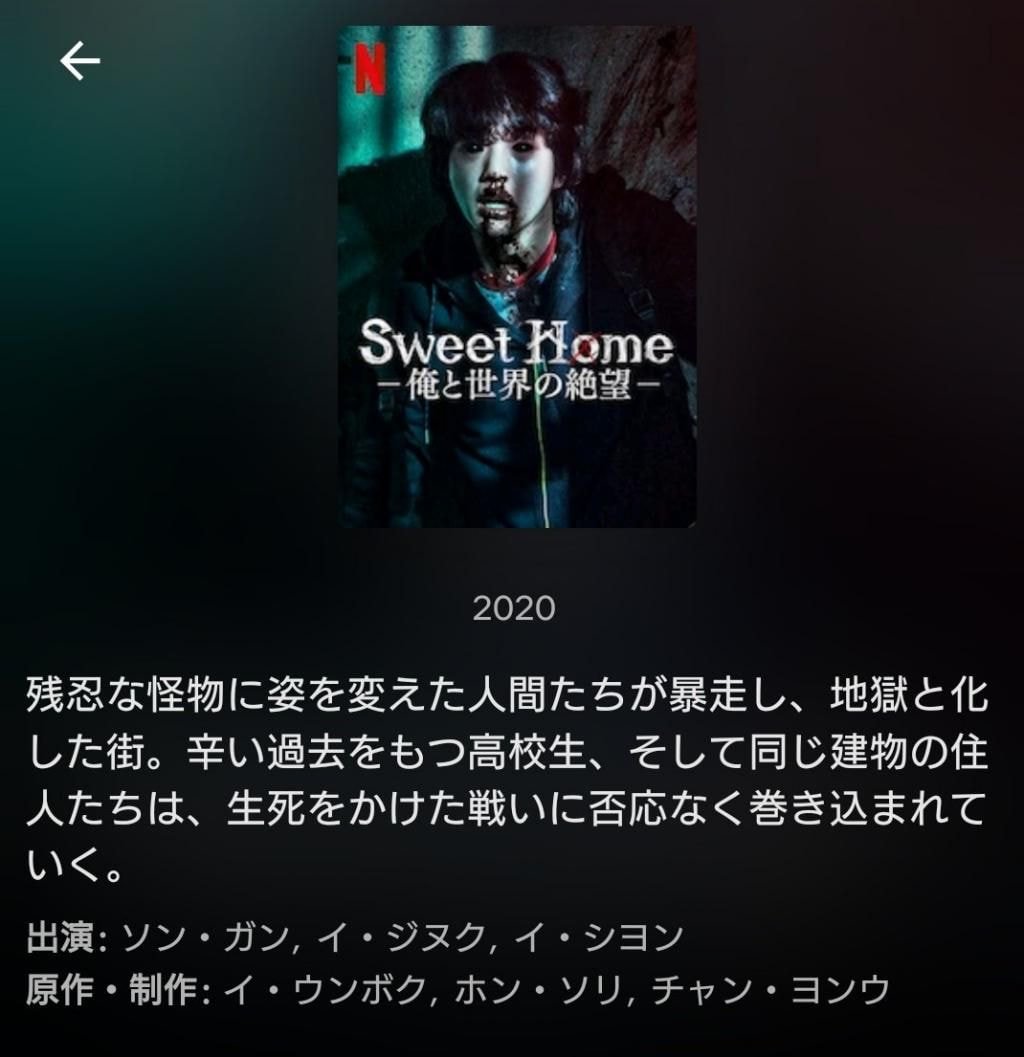 N
Sweet Home
－俺と世界の絶望－
2020
残忍な怪物に姿を変えた人間たちが暴走し、地獄と化
した街。辛い過去をもつ高校生、そして同じ建物の住
人たちは、生死をかけた戦いに否応なく巻き込まれて
いく。
出演: ソン・ガン, イ・ジヌク, イ・シヨン
原作・制作: イ・ウンボク, ホン・ソリ, チャン・ヨンウ